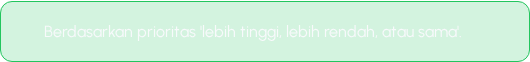 Berdasarkan prioritas 'lebih tinggi, lebih rendah, atau sama'